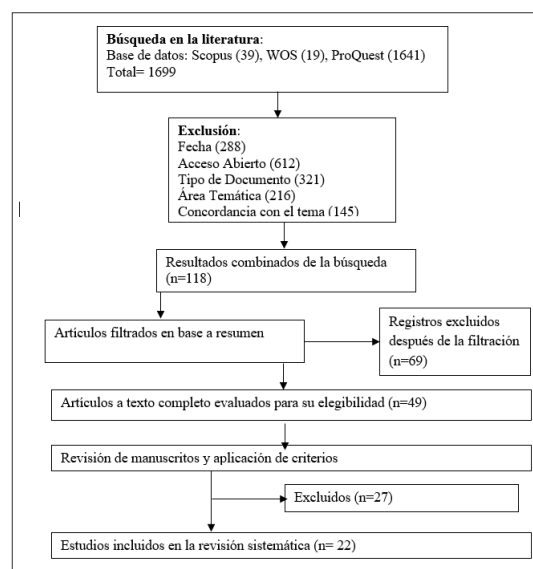 Búsqueda en la literatura:
Base de datos: Scopus (39), WOS (19), ProQuest (1641)
Total= 1699
Exclusión:
Fecha (288)
Acceso Abierto (612)
Tipo de Documento (321)
Área Temática (216)
Concordancia con el tema (145)
Resultados combinados de la búsqueda
(n=118)
Artículos filtrados en base a resumen
Registros excluidos
después de la filtración
(n=69)
Artículos a texto completo evaluados para su elegibilidad (n=49)
Revisión de manuscritos y aplicación de criterios
Excluidos (n=27)
Estudios incluidos en la revisión sistemática (n= 22)